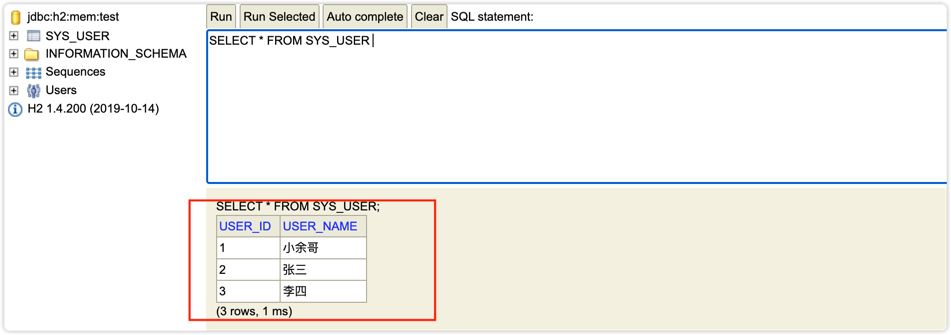 jdbc:h2:mem:test
SYS_USER
INFORMATION_SCHEMA
Sequences
Users
H2 1.4.200 (2019-10-14)
Run Run Selected Auto complete Clear SQL statement:
SELECT * FROM SYS_USER
SELECT * FROM SYS_USER;
USER_ID USER_NAME
1 小余哥
2 张三
3 李四
(3 rows, 1 ms)